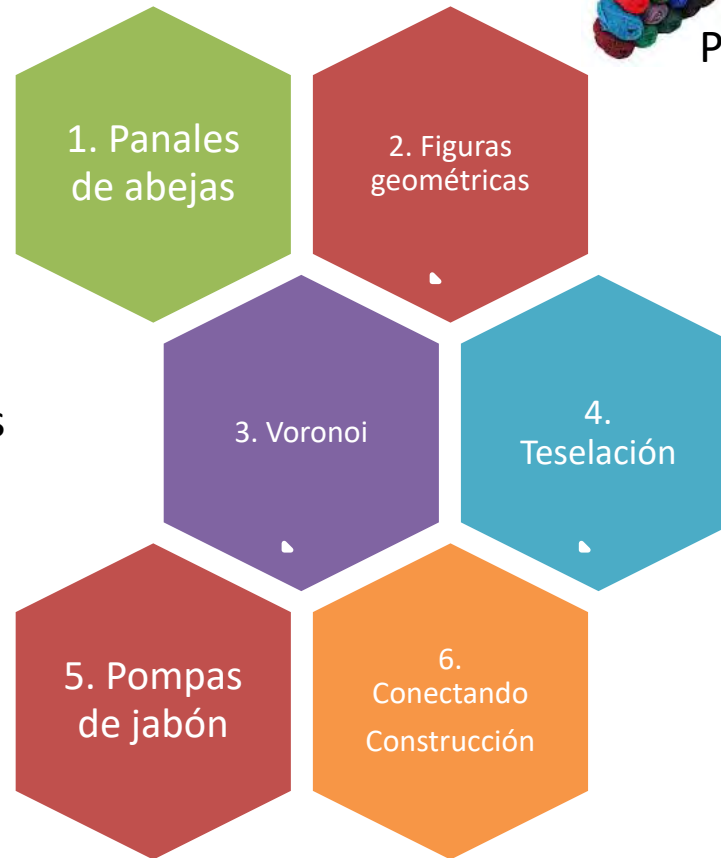 P
1. Panales
de abejas
2. Figuras
geométricas
s
3. Voronoi
4.
Teselación
5. Pompas
de jabón
6.
Conectando
Construcción